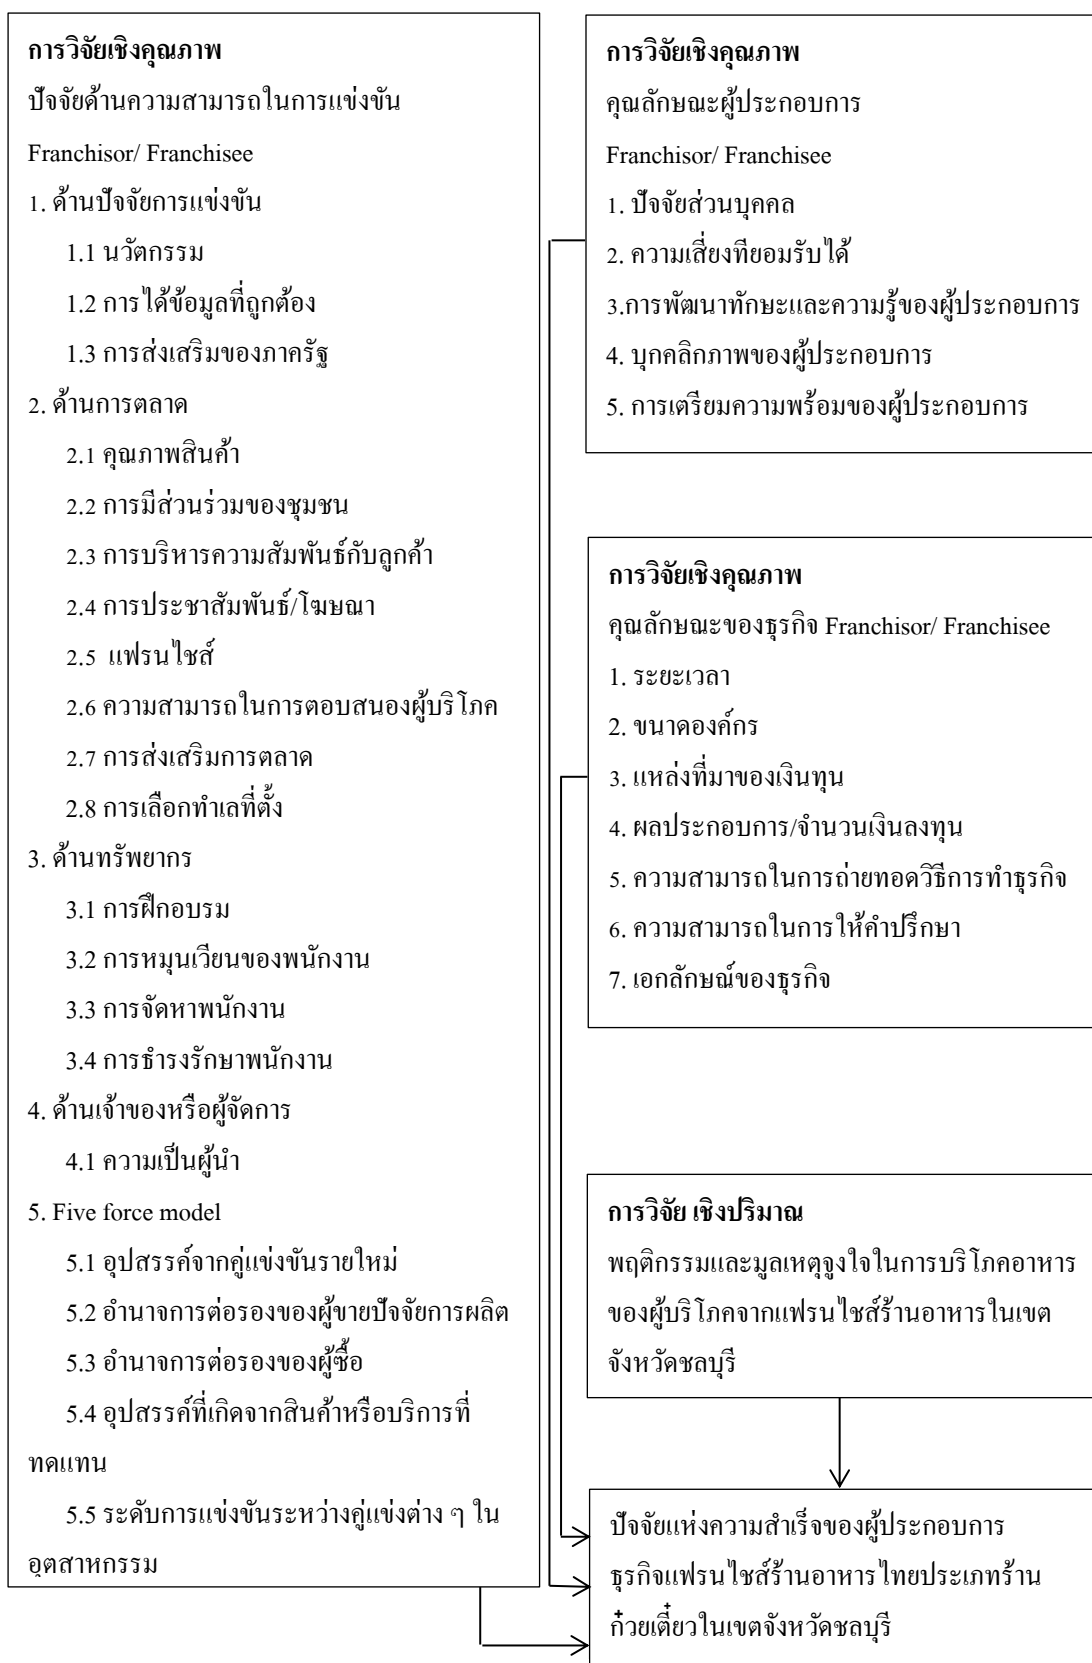 การวิจัยเชิงคุณภาพ
ปัจจัยด้านความสามารถในการแข่งขัน
Franchisor/ Franchisee
1. ด้านปัจจัยการแข่งขัน
1.1 นวัตกรรม
1.2 การได้ข้อมูลที่ถูกต้อง
1.3 การส่งเสริมของภาครัฐ
2. ด้านการตลาด
2.1 คุณภาพสินค้า
2.2 การมีส่วนร่วมของชุมชน
2.3 การบริหารความสัมพันธ์กับลูกค้า
2.4 การประชาสัมพันธ์/โฆษณา
2.5 แฟรนไชส์
2.6 ความสามารถในการตอบสนองผู้บริโภค
2.7 การส่งเสริมการตลาด
2.8 การเลือกทำเลที่ตั้ง
3. ด้านทรัพยากร
3.1 การฝึกอบรม
3.2 การหมุนเวียนของพนักงาน
3.3 การจัดหาพนักงาน
3.4 การธำรงรักษาพนักงาน
4. ด้านเจ้าของหรือผู้จัดการ
4.1 ความเป็นผู้นำ
5. Five force model
5.1 อุปสรรค์จากคู่แข่งขันรายใหม่
5.2 อำนาจการต่อรองของผู้ขายปัจจัยการผลิต
5.3 อำนาจการต่อรองของผู้ซื้อ
5.4 อุปสรรค์ที่เกิดจากสินค้าหรือบริการที่
ทดแทน
5.5 ระดับการแข่งขันระหว่างคู่แข่งต่าง ๆ ใน
อุตสาหกรรม
การวิจัยเชิงคุณภาพ
คุณลักษณะผู้ประกอบการ
Franchisor/ Franchisee
1. ปัจจัยส่วนบุคคล
2. ความเสี่ยงทียอมรับได้
3.การพัฒนาทักษะและความรู้ของผู้ประกอบการ
4. บุกคลิกภาพของผู้ประกอบการ
5. การเตรียมความพร้อมของผู้ประกอบการ
การวิจัยเชิงคุณภาพ
คุณลักษณะของธุรกิจ Franchisor/ Franchisee
1. ระยะเวลา
2. ขนาดองค์กร
3. แหล่งที่มาของเงินทุน
4. ผลประกอบการ/จำนวนเงินลงทุน
5. ความสามารถในการถ่ายทอดวิธีการทำธุรกิจ
6. ความสามารถในการให้คำปรึกษา
7. เอกลักษณ์ของธุรกิจ
การวิจัย เชิงปริมาณ
พฤติกรรมและมูลเหตุจูงใจในการบริโภคอาหาร
ของผู้บริโภคจากแฟรนไชส์ร้านอาหารในเขต
จังหวัดชลบุรี
ปัจจัยแห่งความสำเร็จของผู้ประกอบการ
ธุรกิจแฟรนไชส์ร้านอาหารไทยประเภทร้าน
ก๋วยเตี๋ยวในเขตจังหวัดชลบุรี